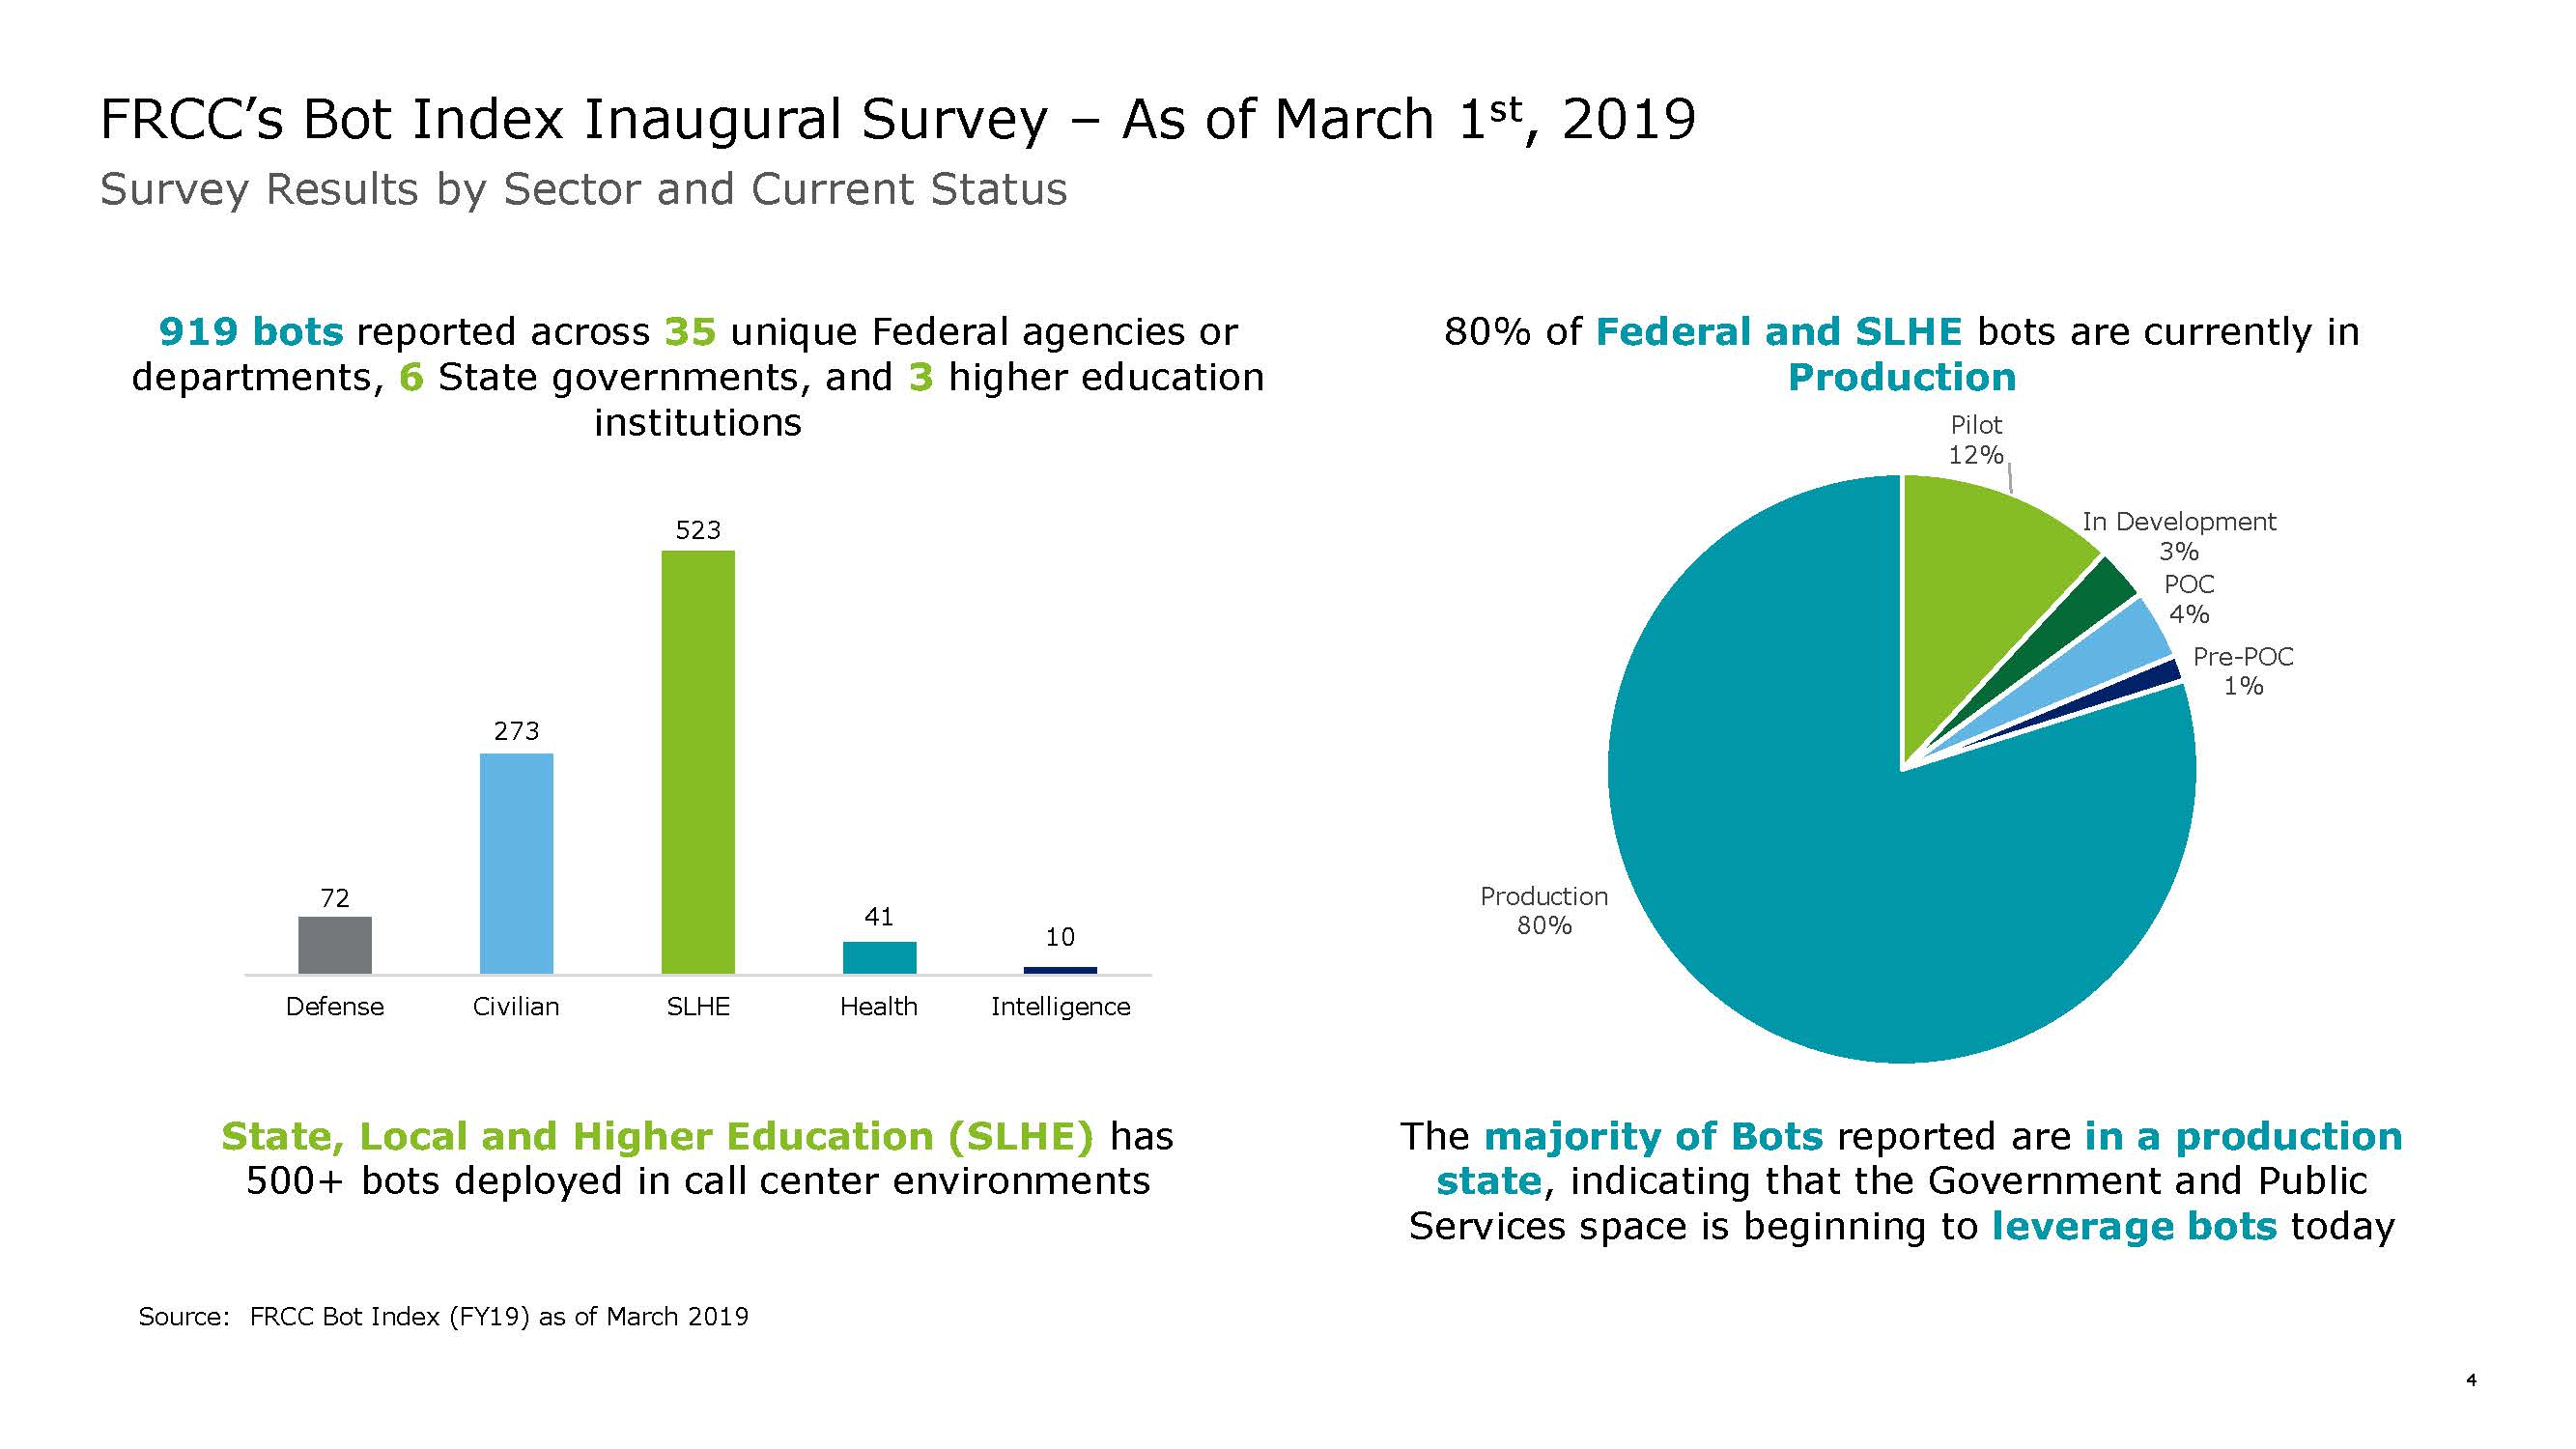 FRCC’s Bot Index Inaugural Survey – As of March 1st, 2019
Survey Results by Sector and Current Status
919 bots reported across 35 unique Federal agencies or
departments, 6 State governments, and 3 higher education
institutions
523
273
72
41
10
Defense
Civilian
SLHE
Health
Intelligence
State, Local and Higher Education (SLHE) has
500+ bots deployed in call center environments
80% of Federal and SLHE bots are currently in
Production
Pilot
12%
In Development
3%
POC
4%
Pre-POC
1%
Production
80%
The majority of Bots reported are in a production
state, indicating that the Government and Public
Services space is beginning to leverage bots today
Source: FRCC Bot Index (FY19) as of March 2019
4